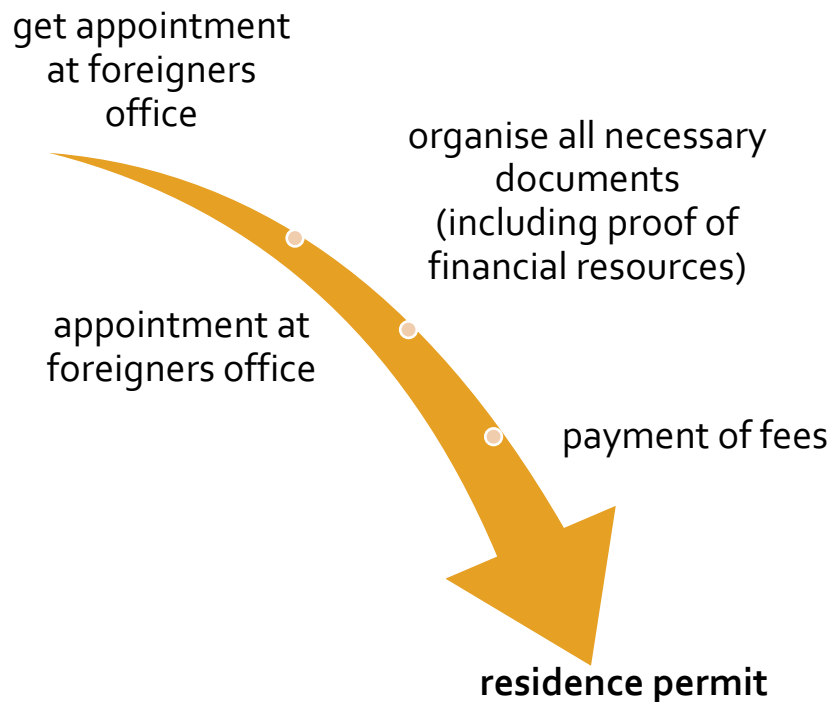 get appointment
at foreigners
office
organise all necessary
documents
(including proof of
financial resources)
appointment at
foreigners office
payment of fees
residence permit